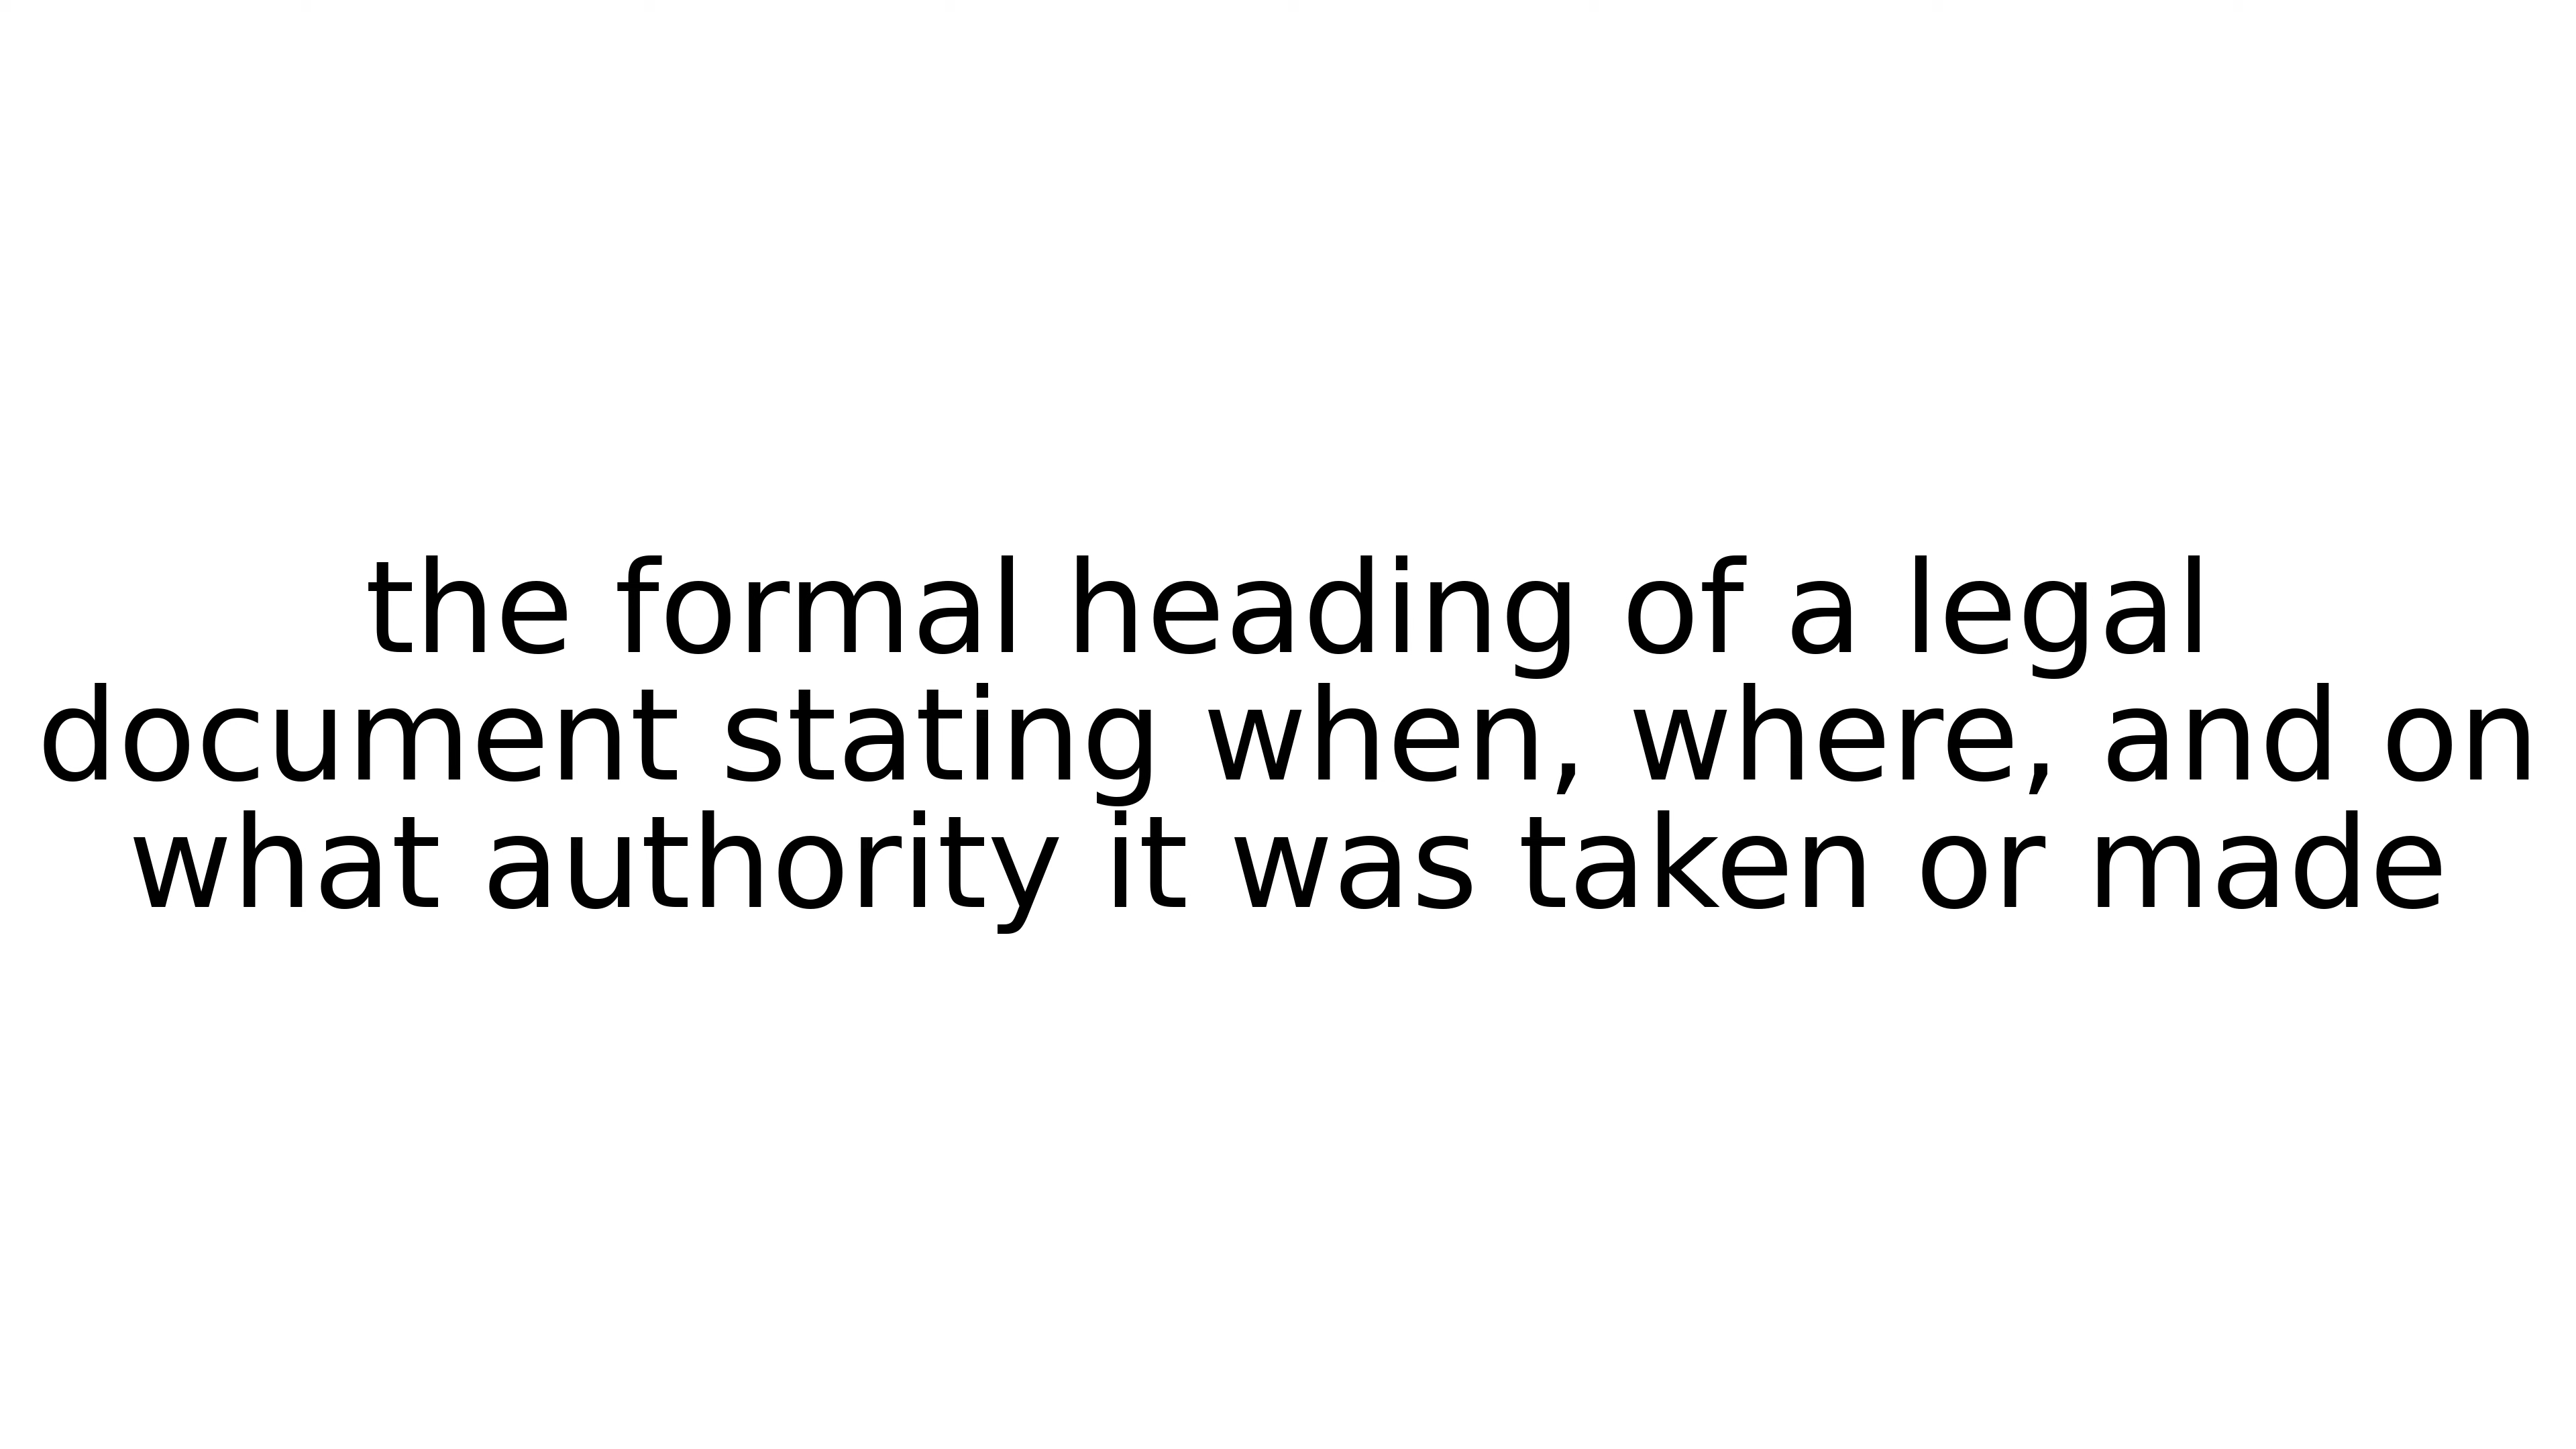 the formal heading of a legal
document stating when, where, and on
what authority it was taken or made